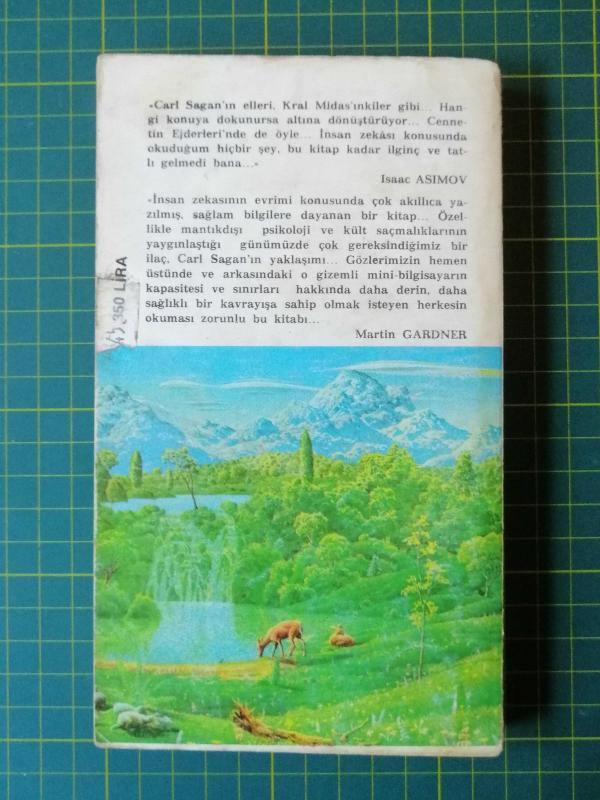 «Carl Sagan'ın elleri, Kral Midas'ınkiler gibi... Han-
gi konuya dokunursa altına dönüştürüyor... Cenne-
tin Ejderleri'nde de öyle... İnsan zekâsı konusunda
okuduğum hiçbir şey, bu kitap kadar ilginç ve tat-
lı gelmedi bana...»
Isaac ASIMOV
«İnsan zekasının evrimi konusunda çok akıllıca ya-
zılmış, sağlam bilgilere dayanan bir kitap... Özel-
likle mantıkdışı psikoloji ve kült saçmalıklarının
yaygınlaştığı günümüzde çok gereksindiğimiz bir
ilaç, Carl Sagan'ın yaklaşımı... Gözlerimizin hemen
üstünde ve arkasındaki o gizemli mini-bilgisayarın
kapasitesi ve sınırları hakkında daha derin, daha
sağlıklı bir kavrayışa sahip olmak isteyen herkesin
okuması zorunlu bu kitabı...
Martin GARDNER
350 LİRA